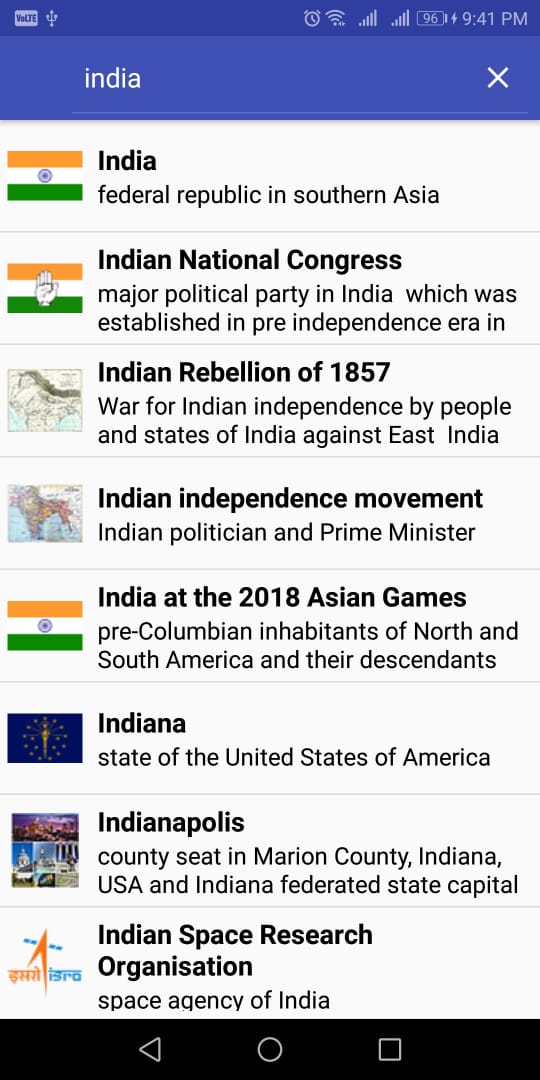 VoLTE 96 9:41 PM
india
India
federal republic in southern Asia
Indian National Congress
major political party in India which was
established in pre independence era in
Indian Rebellion of 1857
War for Indian independence by people
and states of India against East India
Indian independence movement
Indian politician and Prime Minister
India at the 2018 Asian Games
pre-Columbian inhabitants of North and
South America and their descendants
Indiana
state of the United States of America
Indianapolis
county seat in Marion County, Indiana,
USA and Indiana federated state capital
Indian Space Research
Organisation
इसरो isro
space agency of India